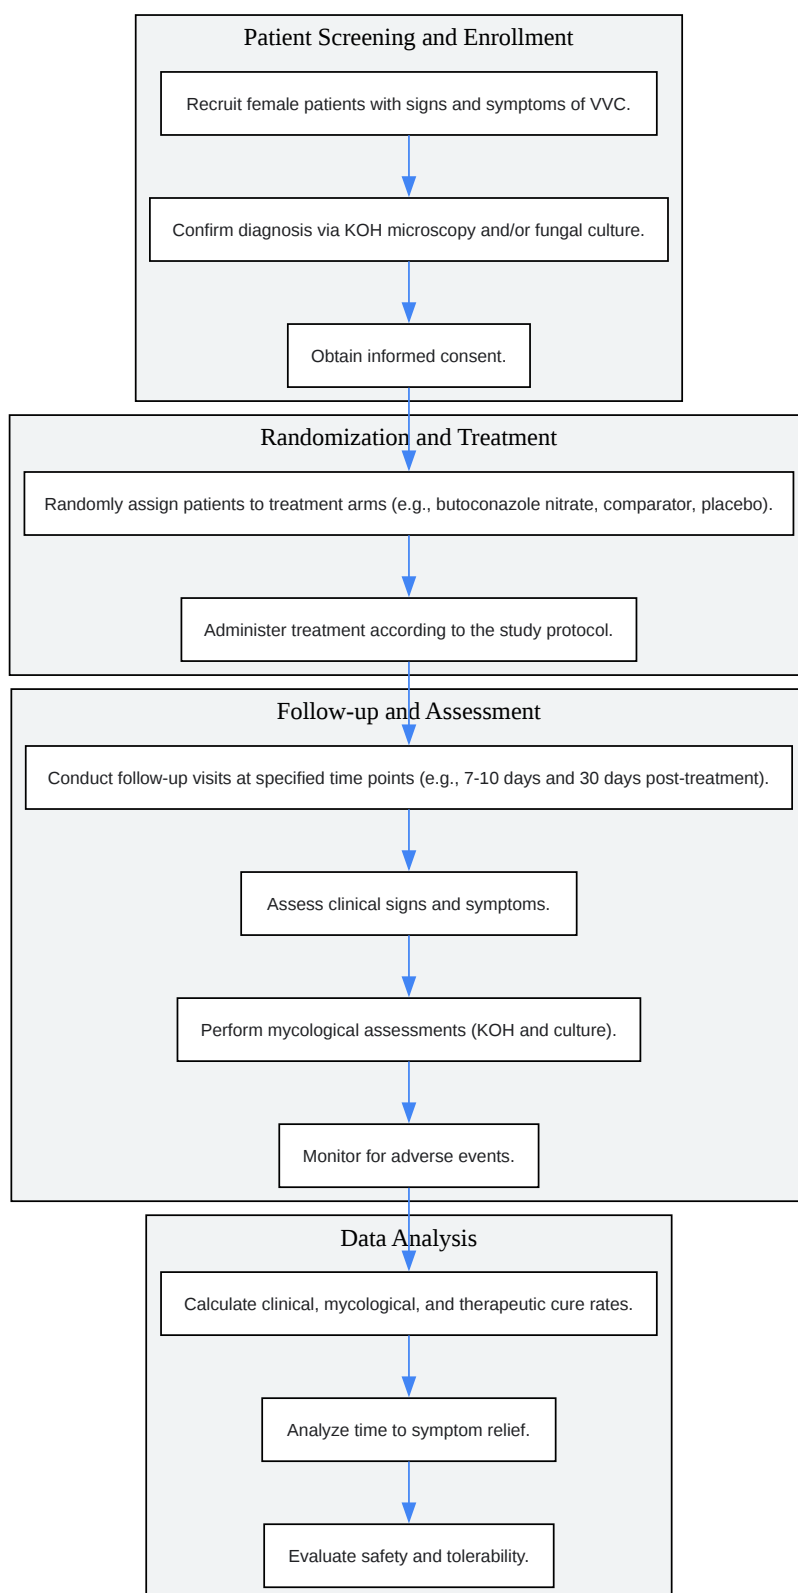 Patient Screening and Enrollment
Recruit female patients with signs and symptoms of VVC.
Confirm diagnosis via KOH microscopy and/or fungal culture.
Obtain informed consent.
Randomization and Treatment
Randomly assign patients to treatment arms (e.g., butoconazole nitrate, comparator, placebo).
Administer treatment according to the study protocol.
Follow-up and Assessment
Conduct follow-up visits at specified time points (e.g., 7-10 days and 30 days post-treatment).
Assess clinical signs and symptoms.
Perform mycological assessments (KOH and culture).
Monitor for adverse events.
Data Analysis
Calculate clinical, mycological, and therapeutic cure rates.
Analyze time to symptom relief.
Evaluate safety and tolerability.